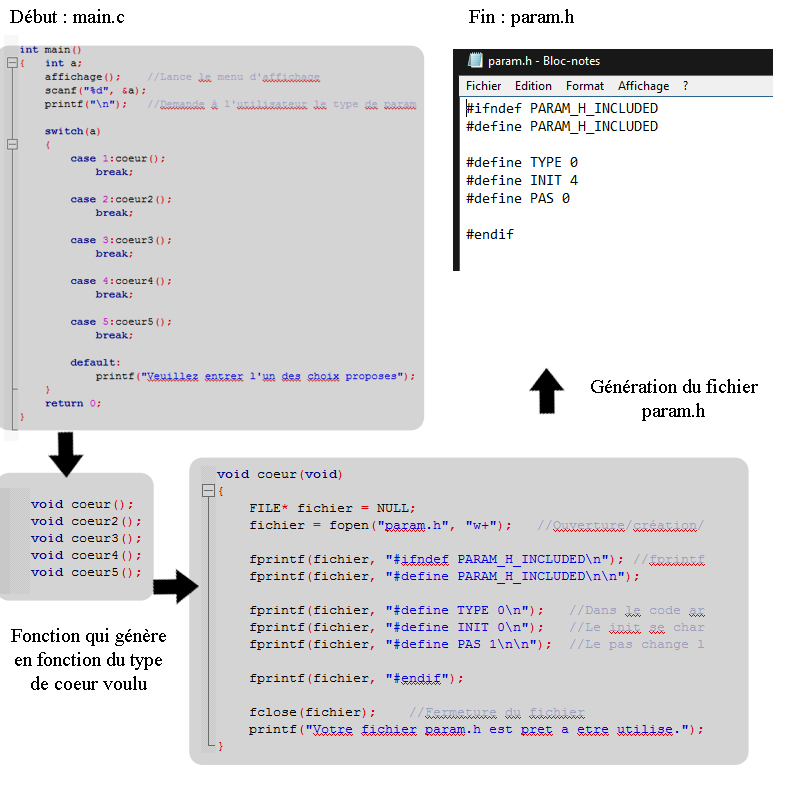 Début : main.c
int main()
{ int a;
affichage(); //Lance le menu d'affichage
scanf("%d", &a);
printf("\n"); //Demande à l'utilisateur le type de param
switch(a)
{
case 1:coeur();
break;
case 2:coeur2();
break;
case 3:coeur3();
break;
case 4:coeur4();
break;
case 5:coeur5();
break;
default:
printf("Veuillez entrer l'un des choix proposes");
}
return 0;
}
void coeur();
void coeur2();
void coeur3();
void coeur4();
void coeur5();
Fonction qui génère
en fonction du type
de coeur voulu
void coeur(void)
{
FILE* fichier = NULL;
fichier = fopen("param.h", "w+"); //Ouverture/création/
fprintf(fichier, "#ifndef PARAM_H_INCLUDED\n"); //fprintf
fprintf(fichier, "#define PARAM_H_INCLUDED\n\n");
fprintf(fichier, "#define TYPE 0\n"); //Dans le code ar
fprintf(fichier, "#define INIT 0\n"); //Le init se char
fprintf(fichier, "#define PAS 1\n\n"); //Le pas change l
fprintf(fichier, "#endif");
fclose(fichier); //Fermeture du fichier
printf("Votre fichier param.h est pret a etre utilise.");
}
Génération du fichier
param.h
Fin : param.h
param.h - Bloc-notes
Fichier Edition Format Affichage ?
#ifndef PARAM_H_INCLUDED
#define PARAM_H_INCLUDED
#define TYPE 0
#define INIT 4
#define PAS 0
#endif